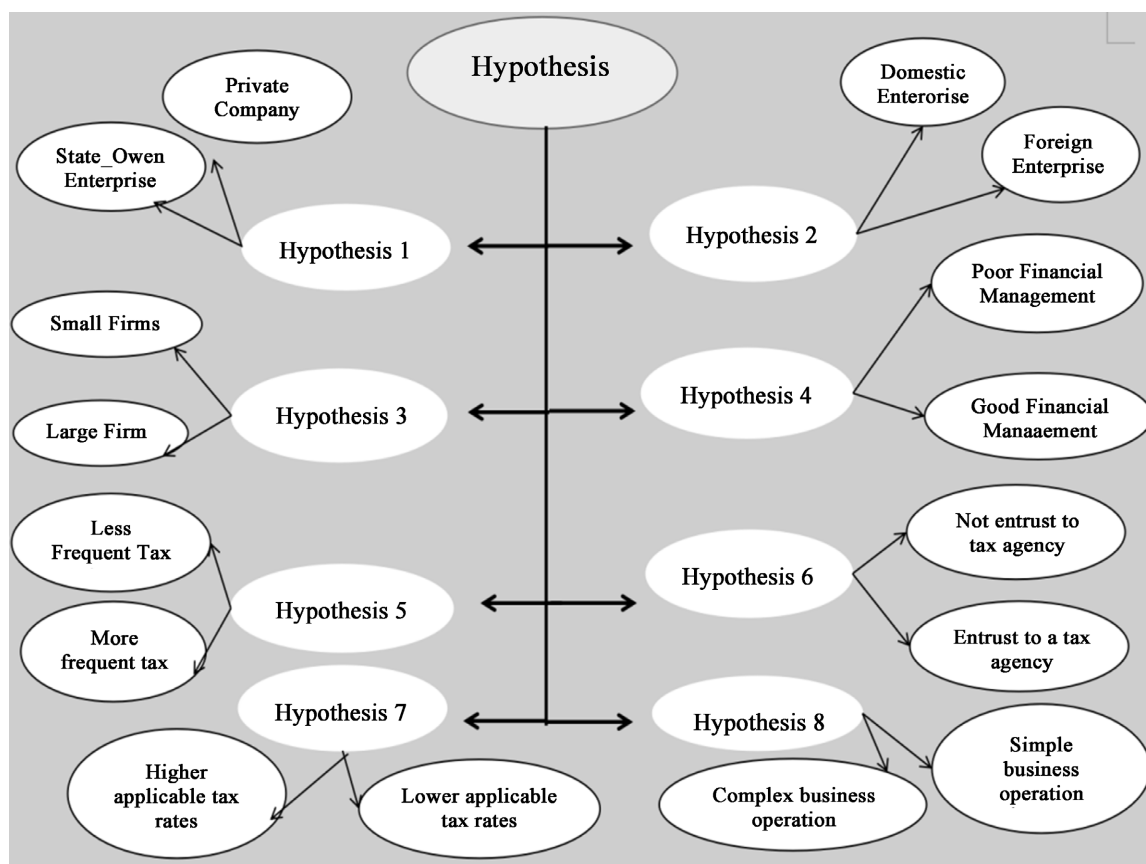 Hypothesis
Private
Company
State_Owen
Enterprise
Hypothesis 1
Domestic
Enterorise
Foreign
Enterprise
Hypothesis 2
Small Firms
Large Firm
Hypothesis 3
Poor Financial
Management
Hypothesis 4
Good Financial
Manaaement
Less
Frequent Tax
More
frequent tax
Hypothesis 5
Not entrust to
tax agency
Hypothesis 6
Entrust to a tax
agency
Hypothesis 7
Higher
applicable tax
rates
Lower applicable
tax rates
Hypothesis 8
Simple
business
operation
Complex business
operation